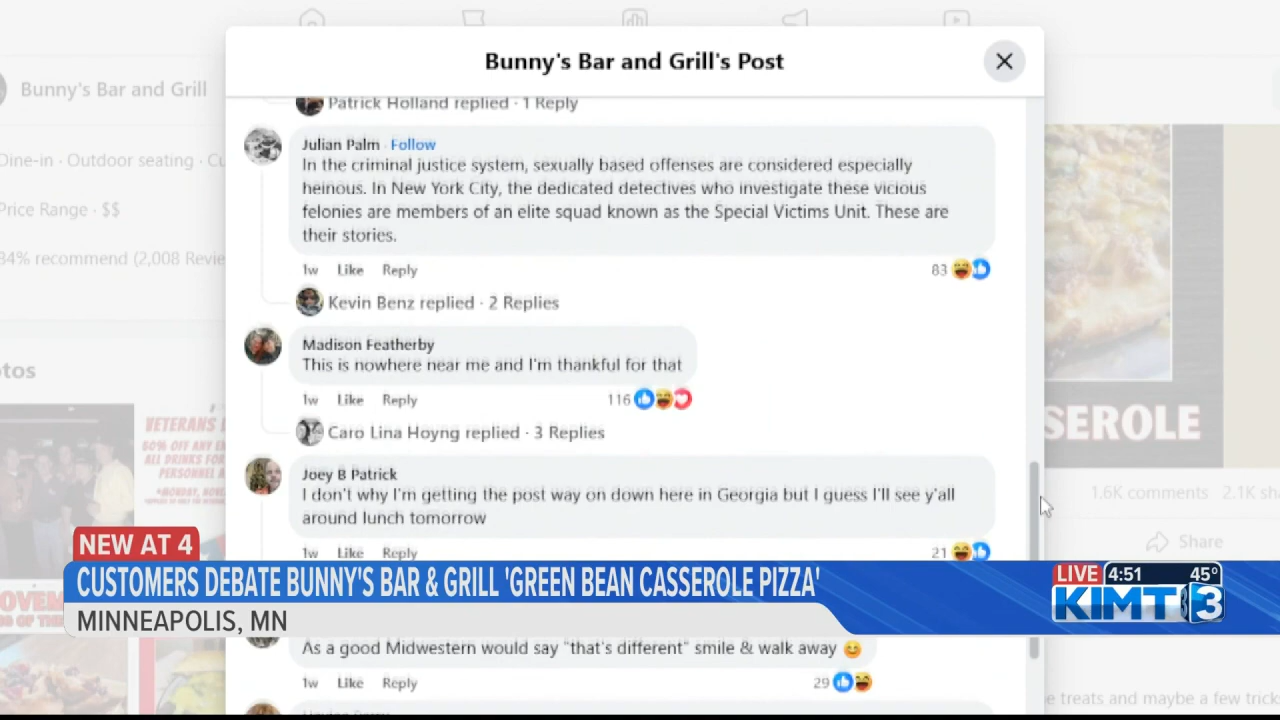 Bunny's Bar and Grill's Post
Bunny's Bar and Grill
Patrick Holland replied · 1 Reply
Julian Palm · Follow
In the criminal justice system, sexually based offenses are considered especially
heinous. In New York City, the dedicated detectives who investigate these vicious
felonies are members of an elite squad known as the Special Victims Unit. These are
their stories.
1w Like Reply 83
Kevin Benz replied · 2 Replies
Madison Featherby
This is nowhere near me and I'm thankful for that
1w Like Reply 116
Caro Lina Hoyng replied · 3 Replies
Joey B Patrick
I don't why I'm getting the post way on down here in Georgia but I guess I'll see y'all
around lunch tomorrow
1w Like Reply 21
As a good Midwestern would say "that's different" smile & walk away
1w Like Reply 29
Dine-in · Outdoor seating
Price Range · $$
84% recommend (2,008
VETERANS
ALL DRINKS
PERSONNEL
SEROLE
1.6K comments 2.1K
Share
e treats and maybe a few trick
NEW AT 4
CUSTOMERS DEBATE BUNNY'S BAR & GRILL 'GREEN BEAN CASSEROLE PIZZA'
MINNEAPOLIS, MN
LIVE 4:51 45°
KIMT 3